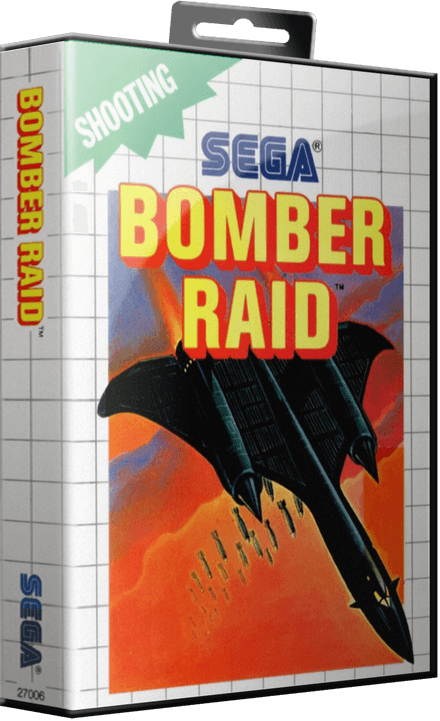 SHOOTING
SEGA®
BOMBER
RAID™
BOMBER RAID™
SEGA®
27006